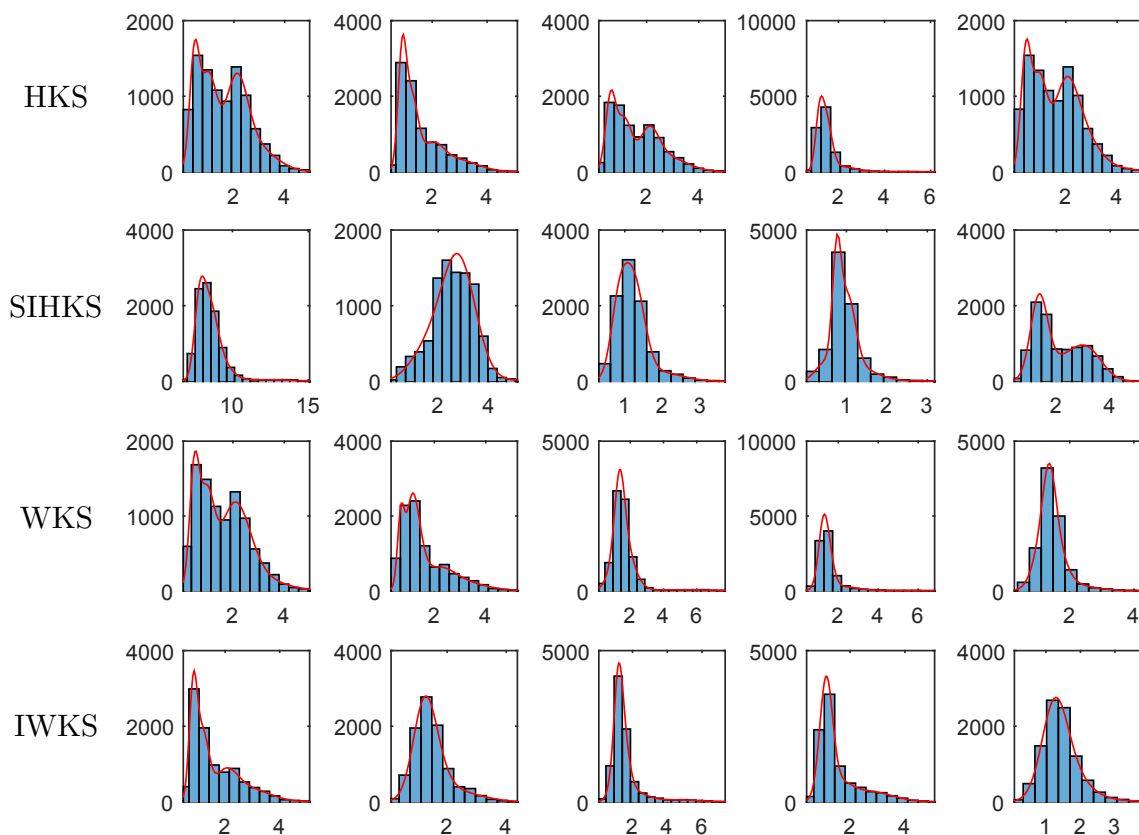 2000 4000 4000 10000 2000
HKS
1000 2000 2000 5000 1000
0 0 0 0 0
2 4 2 4 2 4 2 4 6 2 4
4000 2000 4000 5000 4000
SIHKS
2000 1000 2000 2000
0 0 0 0 0
10 15 2 4 1 2 3 1 2 3 2 4
2000 4000 5000 10000 5000
WKS
1000 2000 5000
0 0 0 0 0
2 4 2 4 2 4 6 2 4 6 2 4
4000 4000 5000 5000 4000
IWKS
2000 2000 2000
0 0 0 0 0
2 4 2 4 2 4 6 2 4 1 2 3